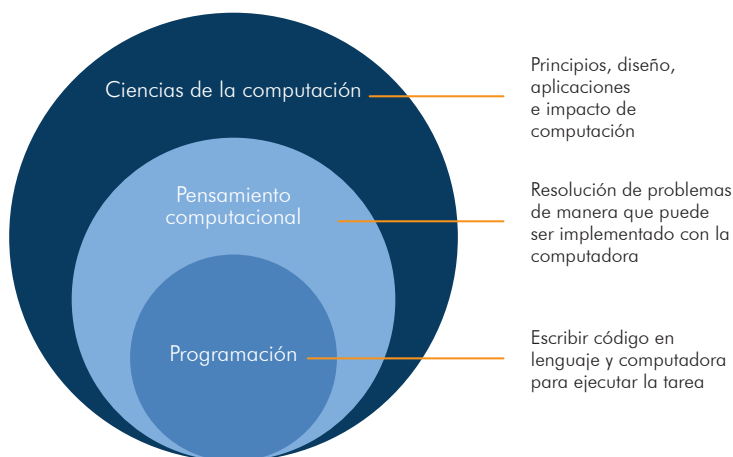 Ciencias de la computación
Principios, diseño,
aplicaciones
e impacto de
computación
Pensamiento
computacional
Resolución de problemas
de manera que puede
ser implementado con la
computadora
Programación
Escribir código en
lenguaje y computadora
para ejecutar la tarea